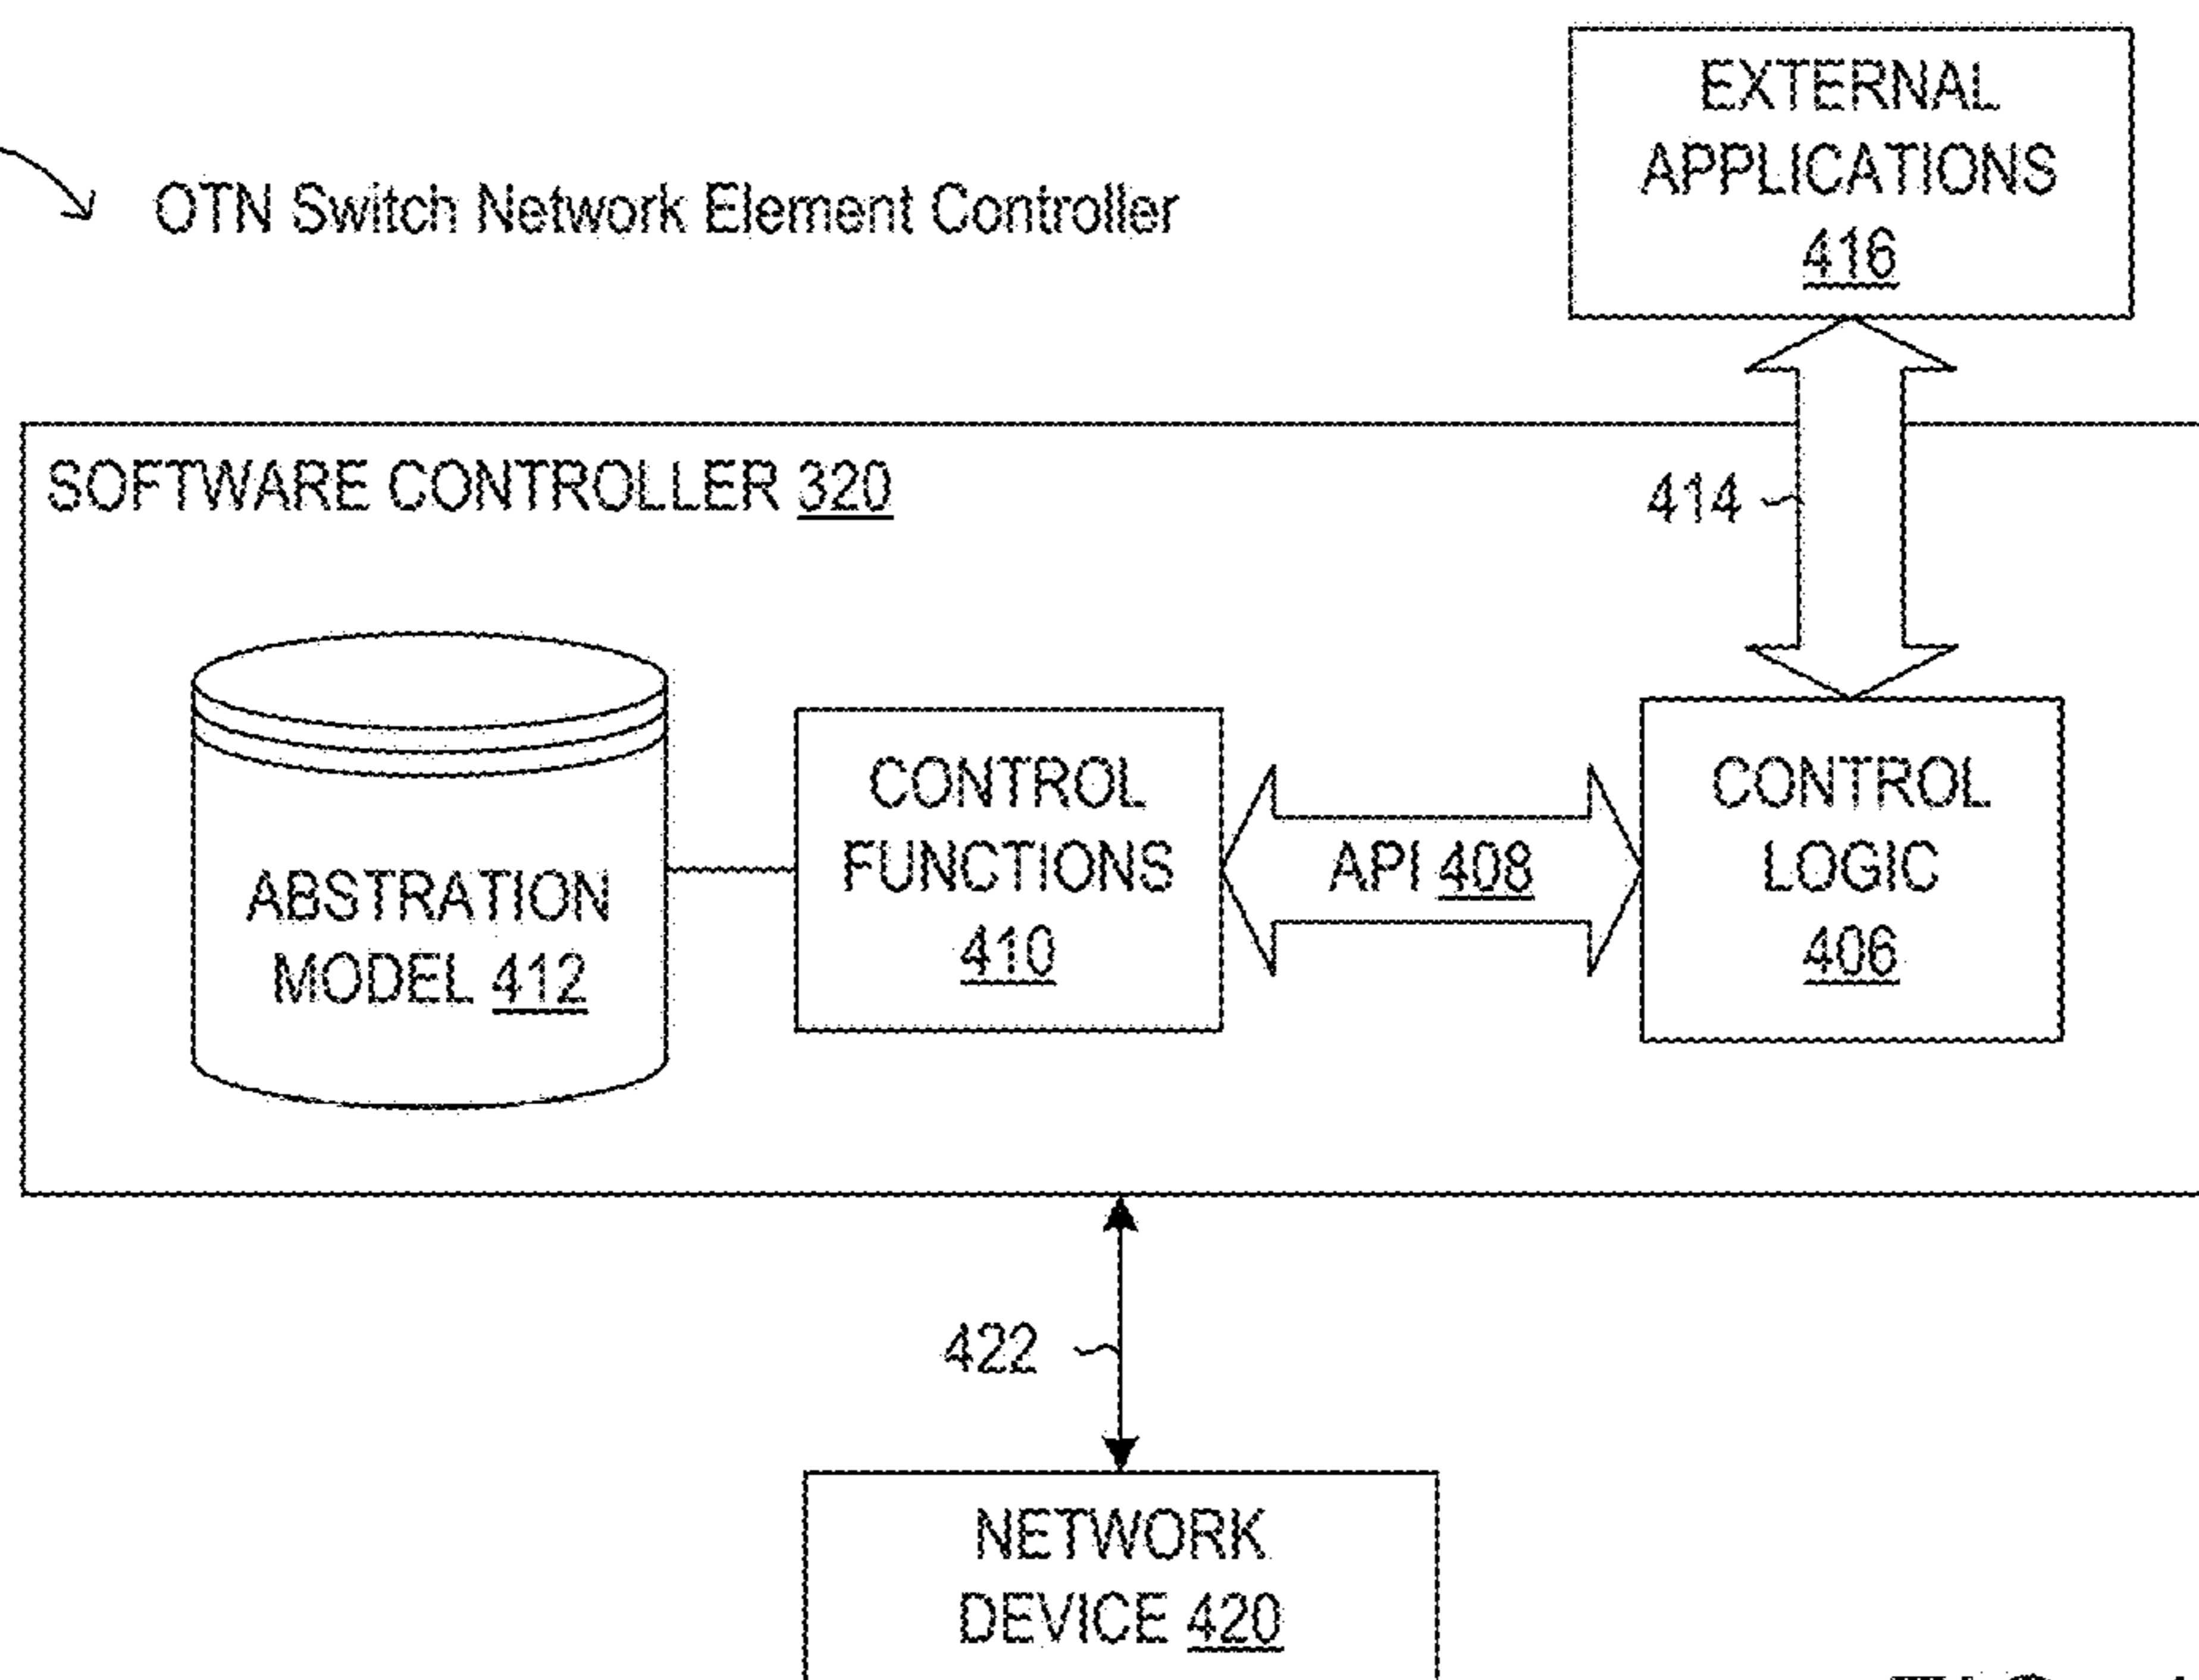 EXTERNAL
APPLICATIONS
416
OTN Switch Network Element Controller
SOFTWARE CONTROLLER 320
414
ABSTRATION
MODEL 412
CONTROL
FUNCTIONS
410
API 408
CONTROL
LOGIC
406
422
NETWORK
DEVICE 420